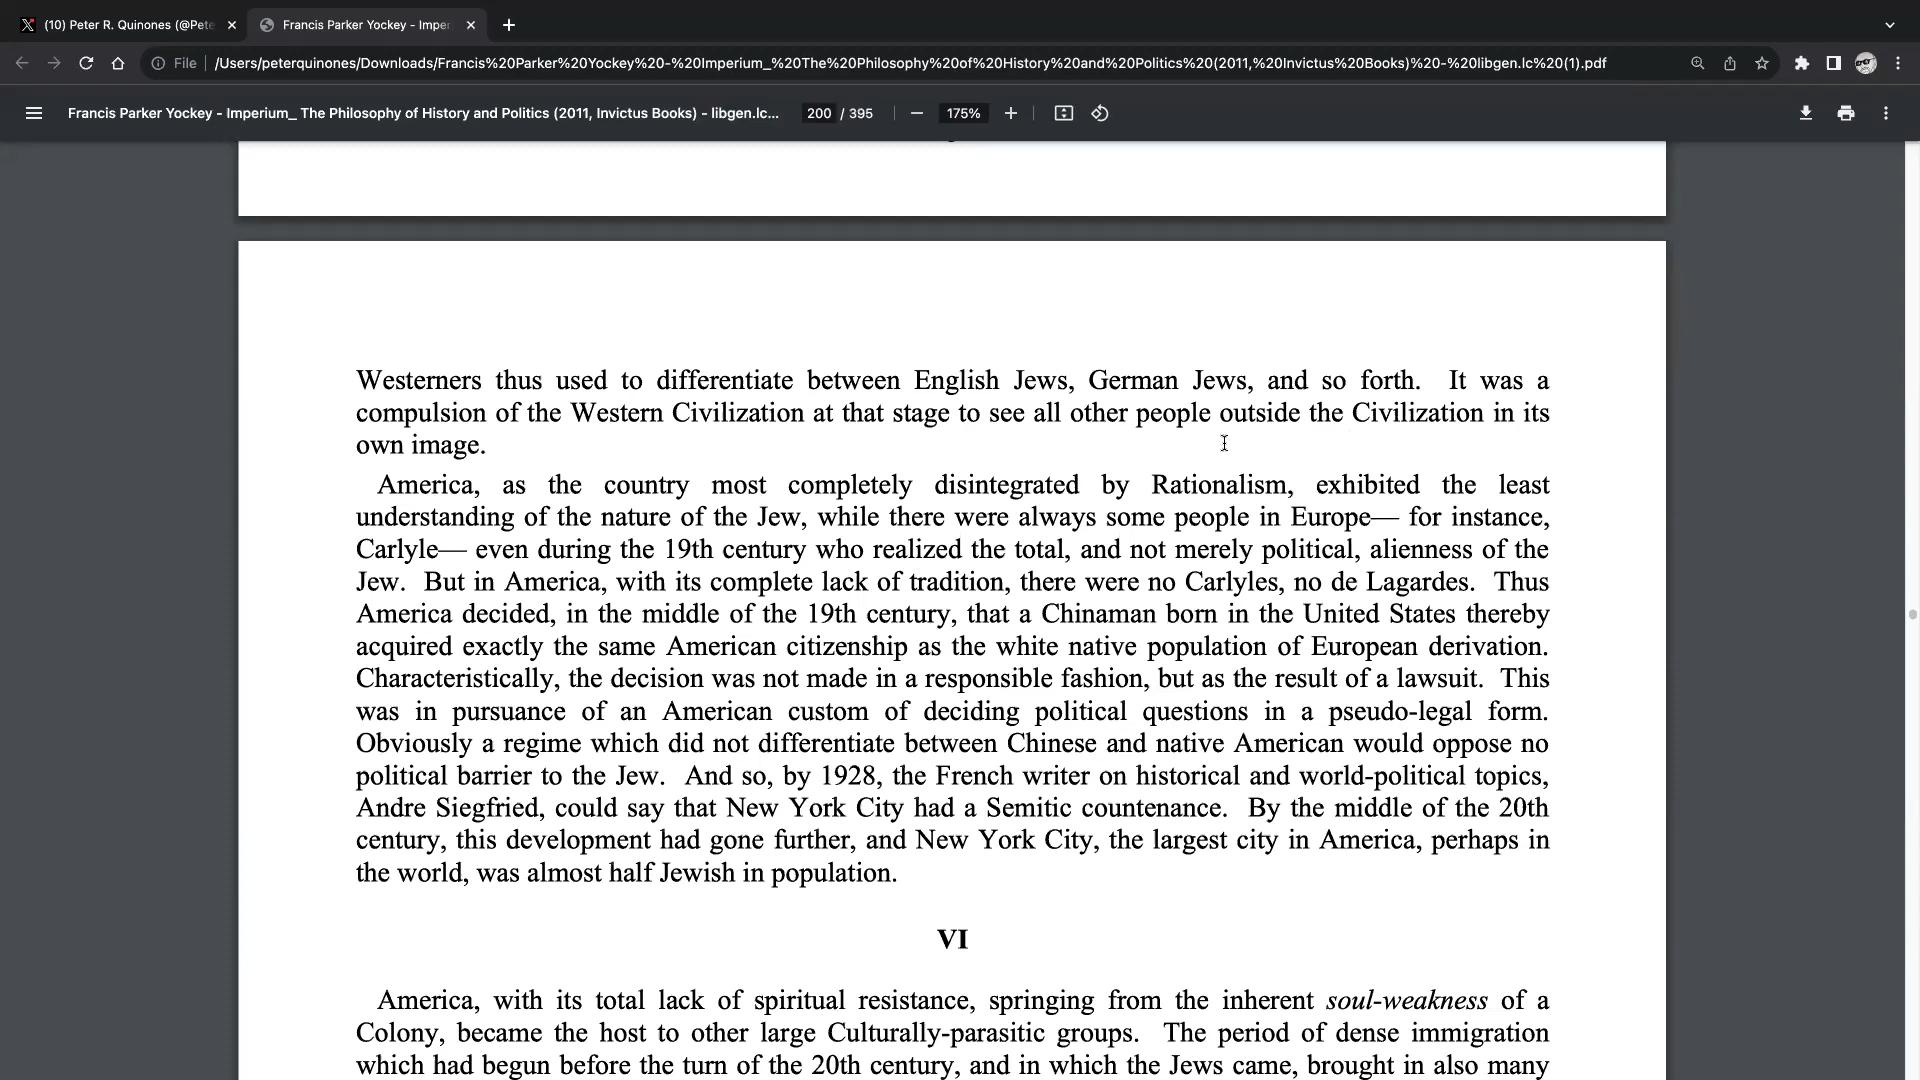 (10) Peter R. Quinones (@Pete
Francis Parker Yockey - Imper
File
/Users/peterquinones/Downloads/Francis%20Parker%20Yockey%20-%20Imperium_%20The%20Philosophy%20of%20History%20and%20Politics%20(2011,%20Invictus%20Books)%20-%20libgen.lc%20(1).pdf
Francis Parker Yockey - Imperium_ The Philosophy of History and Politics (2011, Invictus Books) - libgen.lc...
200 / 395
175%
Westerners thus used to differentiate between English Jews, German Jews, and so forth. It was a
compulsion of the Western Civilization at that stage to see all other people outside the Civilization in its
own image.
America, as the country most completely disintegrated by Rationalism, exhibited the least
understanding of the nature of the Jew, while there were always some people in Europe— for instance,
Carlyle— even during the 19th century who realized the total, and not merely political, alienness of the
Jew. But in America, with its complete lack of tradition, there were no Carlyles, no de Lagardes. Thus
America decided, in the middle of the 19th century, that a Chinaman born in the United States thereby
acquired exactly the same American citizenship as the white native population of European derivation.
Characteristically, the decision was not made in a responsible fashion, but as the result of a lawsuit. This
was in pursuance of an American custom of deciding political questions in a pseudo-legal form.
Obviously a regime which did not differentiate between Chinese and native American would oppose no
political barrier to the Jew. And so, by 1928, the French writer on historical and world-political topics,
Andre Siegfried, could say that New York City had a Semitic countenance. By the middle of the 20th
century, this development had gone further, and New York City, the largest city in America, perhaps in
the world, was almost half Jewish in population.
VI
America, with its total lack of spiritual resistance, springing from the inherent soul-weakness of a
Colony, became the host to other large Culturally-parasitic groups. The period of dense immigration
which had begun before the turn of the 20th century, and in which the Jews came, brought in also many